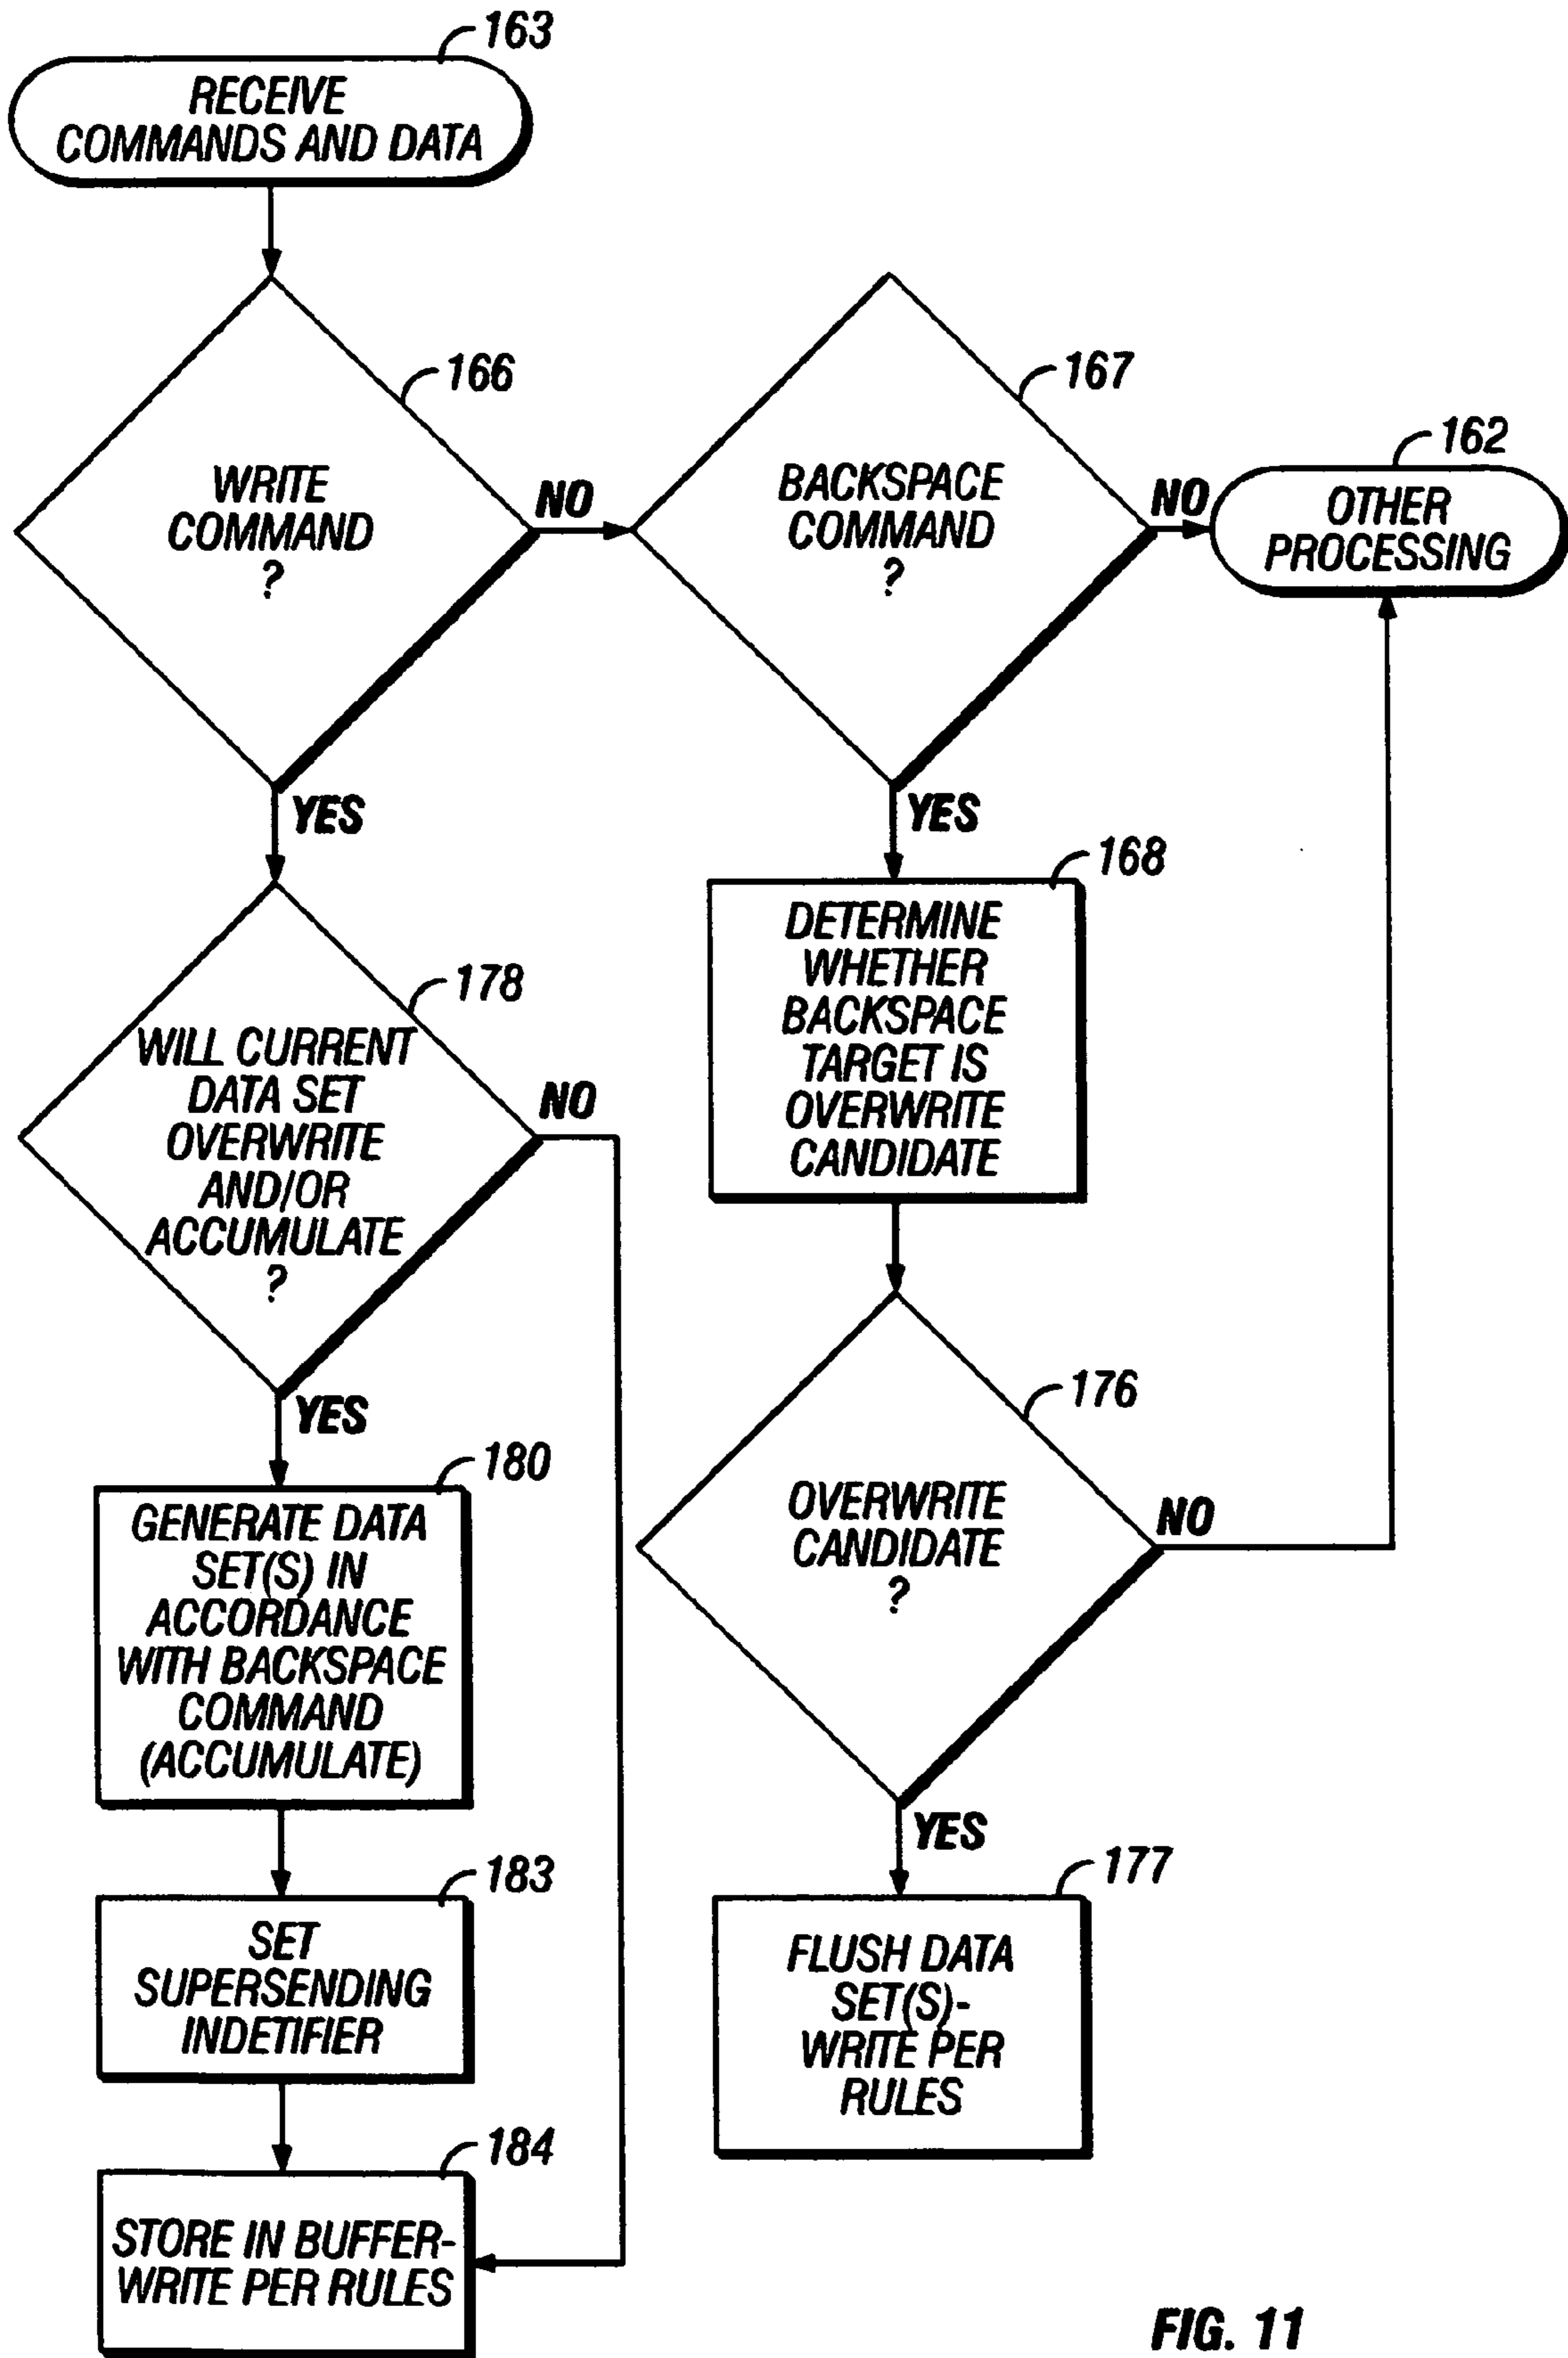 163
RECEIVE
COMMANDS AND DATA
166
WRITE
COMMAND
?
NO
YES
167
BACKSPACE
COMMAND
?
NO
YES
162
OTHER
PROCESSING
168
DETERMINE
WHETHER
BACKSPACE
TARGET IS
OVERWRITE
CANDIDATE
178
WILL CURRENT
DATA SET
OVERWRITE
AND/OR
ACCUMULATE
?
NO
YES
176
OVERWRITE
CANDIDATE
?
NO
YES
180
GENERATE DATA
SET(S) IN
ACCORDANCE
WITH BACKSPACE
COMMAND
(ACCUMULATE)
183
SET
SUPERSENDING
INDETIFIER
177
FLUSH DATA
SET(S)-
WRITE PER
RULES
184
STORE IN BUFFER-
WRITE PER RULES
FIG. 11